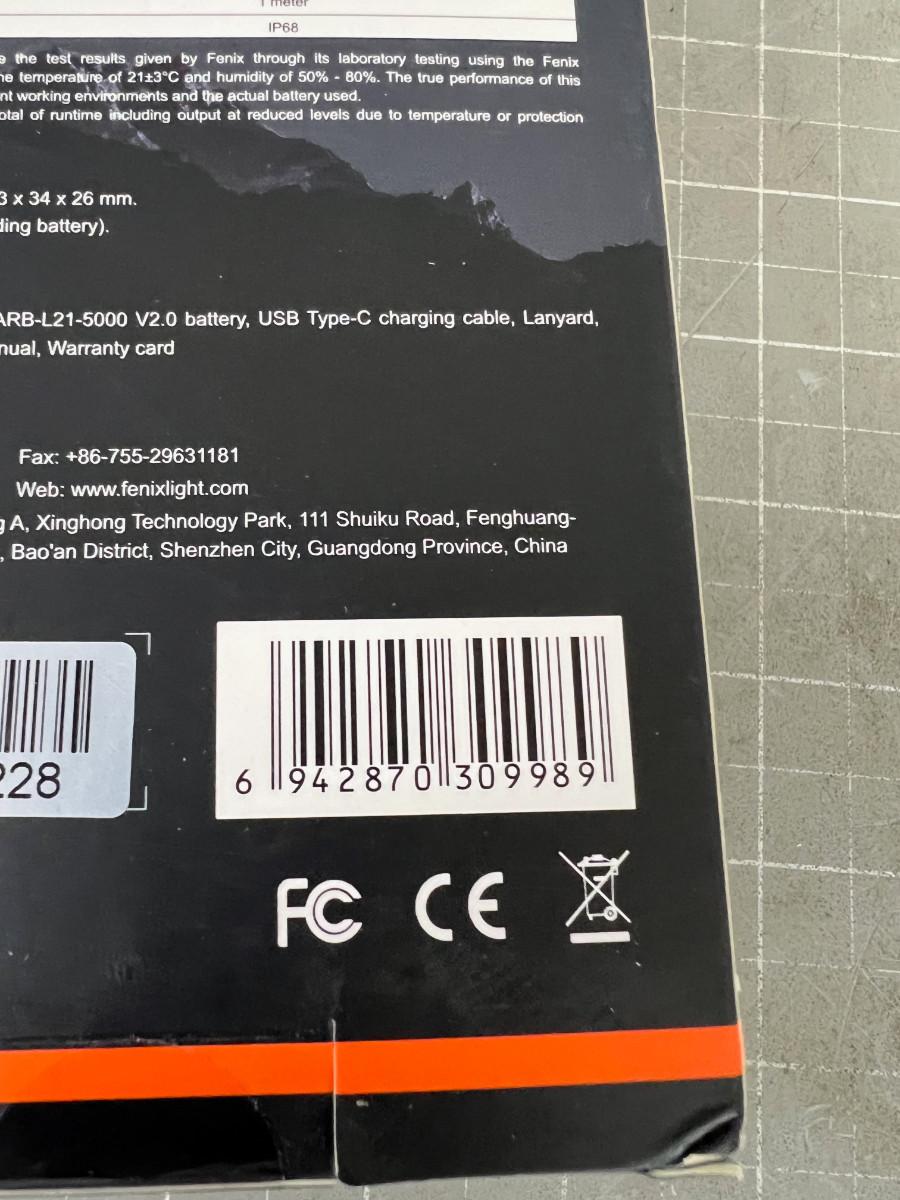 1 meter
IP68
the test results given by Fenix through its laboratory testing using the Fenix
temperature of 21±3°C and humidity of 50% - 80%. The true performance of this
working environments and the actual battery used.
of runtime including output at reduced levels due to temperature or protection
3 x 34 x 26 mm.
battery).
ARB-L21-5000 V2.0 battery, USB Type-C charging cable, Lanyard,
Warranty card
Fax: +86-755-29631181
Web: www.fenixlight.com
A, Xinghong Technology Park, 111 Shuiku Road, Fenghuang-
, Bao'an District, Shenzhen City, Guangdong Province, China
228
6 942870 309989
FC CE